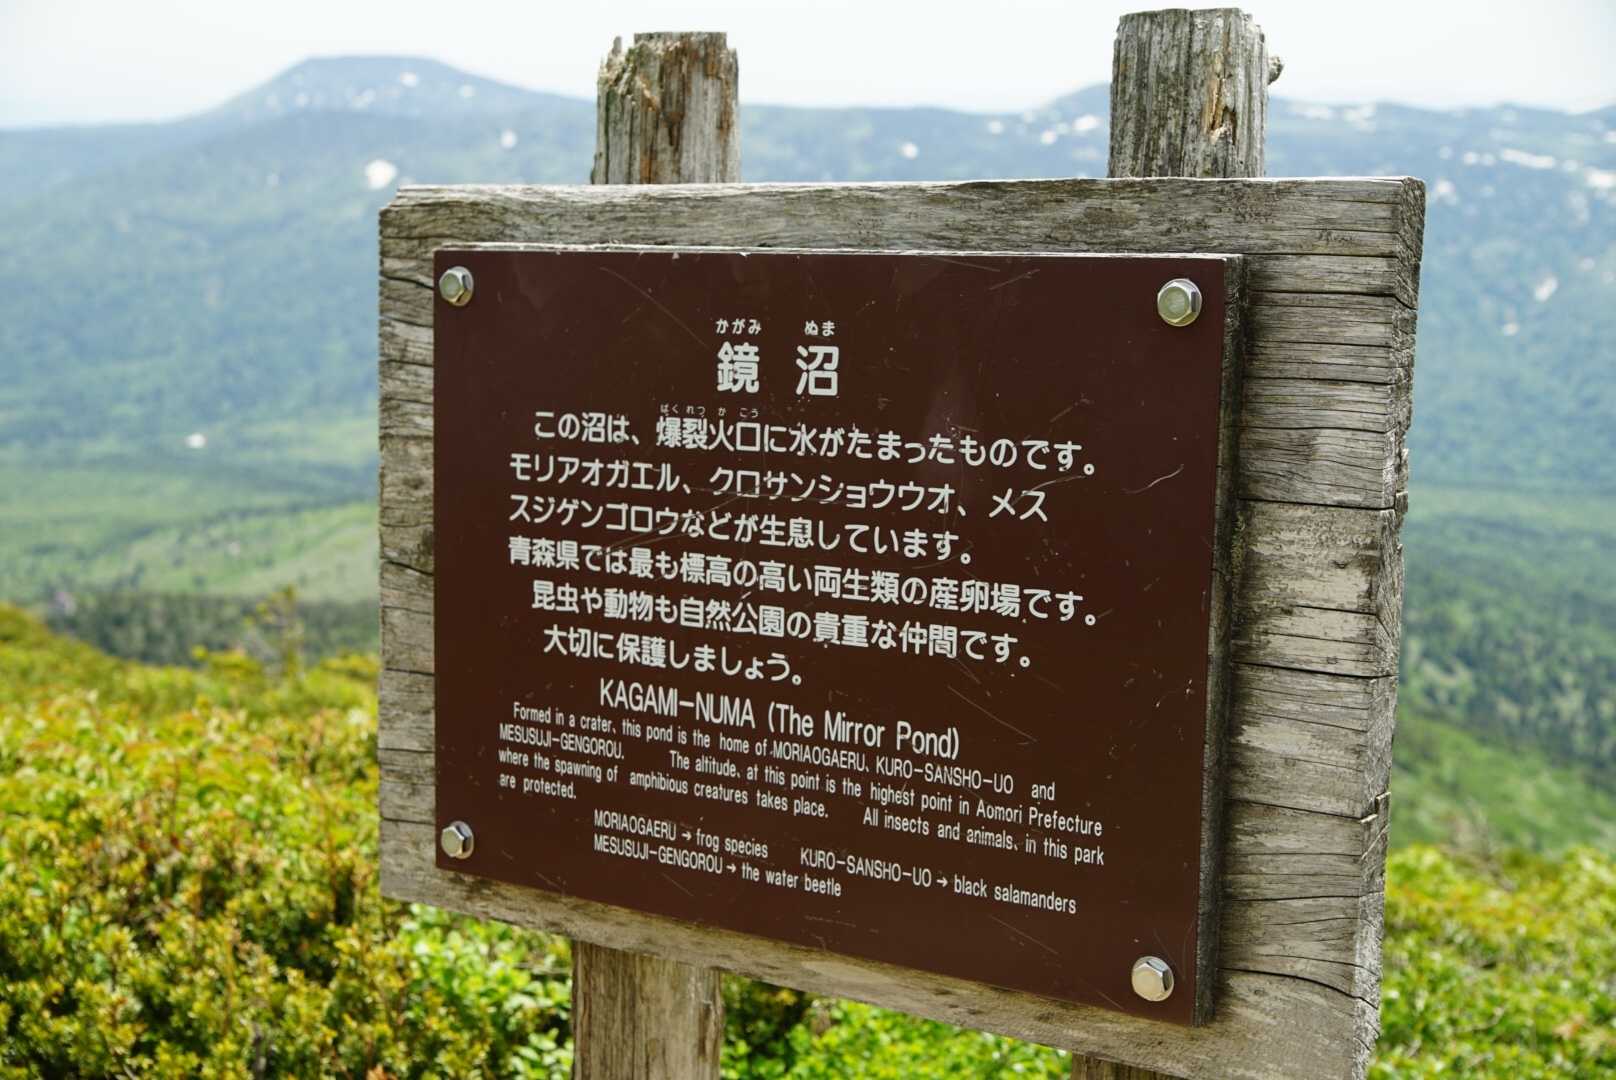 かがみ ぬま
鏡 沼
ばくれつ か こう
この沼は、爆裂火口に水がたまったものです。
モリアオガエル、クロサンショウウオ、メス
スジゲンゴロウなどが生息しています。
青森県では最も標高の高い両生類の産卵場です。
昆虫や動物も自然公園の貴重な仲間です。
大切に保護しましょう。
KAGAMI-NUMA (The Mirror Pond)
Formed in a crater, this pond is the home of MORIAOGAERU, KURO-SANSHO-UO and
MESUSUJI-GENGOROU. The altitude, at this point is the highest point in Aomori Prefecture
where the spawning of amphibious creatures takes place. All insects and animals, in this park
are protected.
MORIAOGAERU → frog species KURO-SANSHO-UO → black salamanders
MESUSUJI-GENGOROU → the water beetle